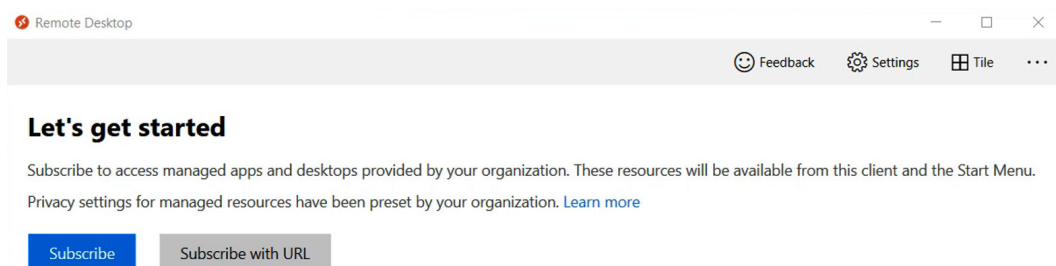 Remote Desktop
Feedback Settings Tile
Let's get started
Subscribe to access managed apps and desktops provided by your organization. These resources will be available from this client and the Start Menu.
Privacy settings for managed resources have been preset by your organization. Learn more
Subscribe Subscribe with URL